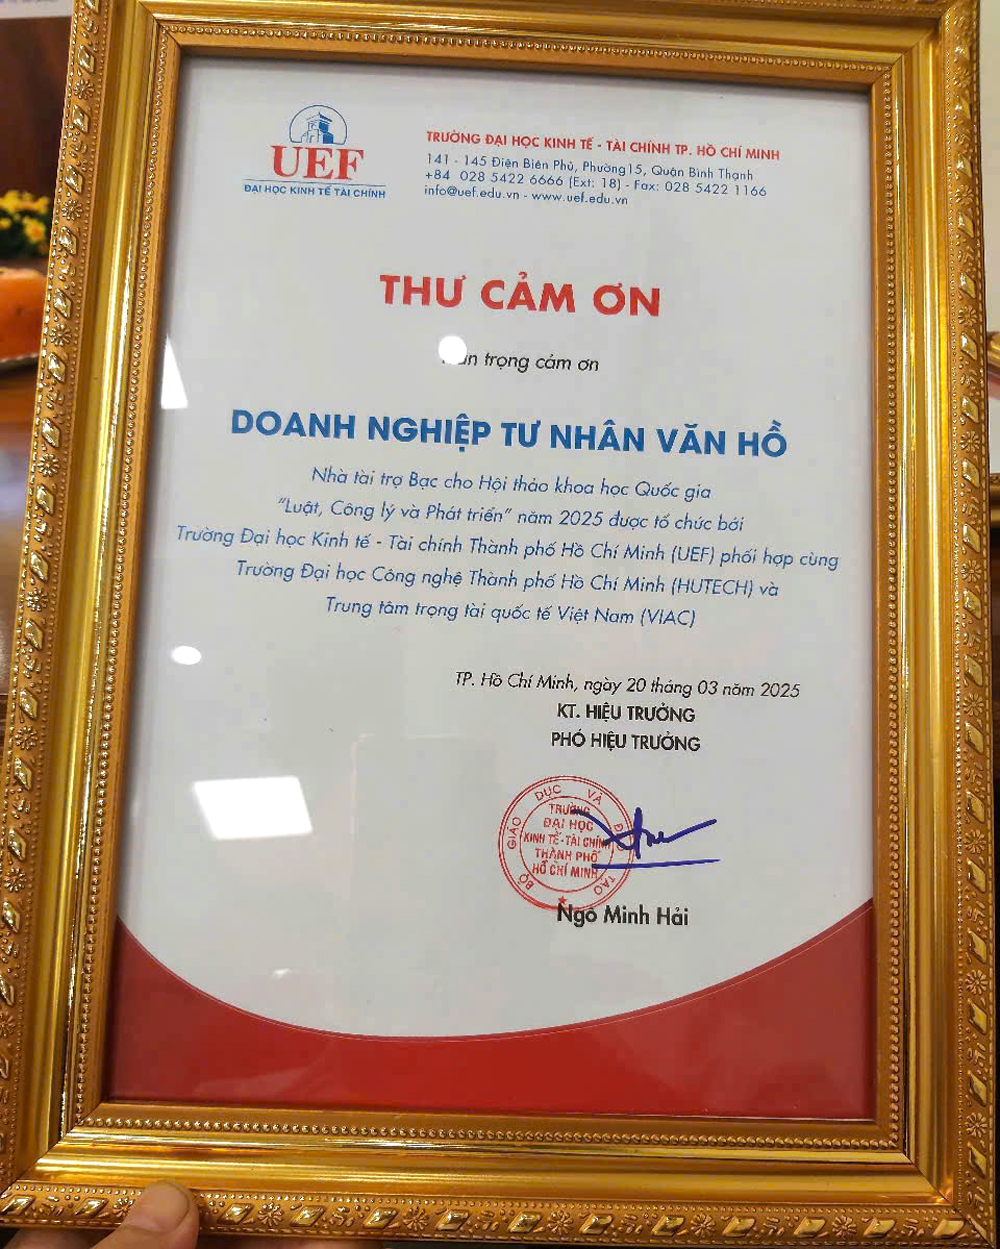 UEF
ĐẠI HỌC KINH TẾ TÀI CHÍNH
TRƯỜNG ĐẠI HỌC KINH TẾ - TÀI CHÍNH TP. HỒ CHÍ MINH
141 - 145 Điện Biên Phủ, Phường15, Quận Bình Thạnh
+84 028 5422 6666 (Ext: 18) - Fax: 028 5422 1166
info@uef.edu.vn - www.uef.edu.vn
THƯ CẢM ƠN
trọng cảm ơn
DOANH NGHIỆP TƯ NHÂN VĂN HỒ
Nhà tài trợ Bạc cho Hội thảo khoa học Quốc gia
“Luật, Công lý và Phát triển” năm 2025 được tổ chức bởi
Trường Đại học Kinh tế - Tài chính Thành phố Hồ Chí Minh (UEF) phối hợp cùng
Trường Đại học Công nghệ Thành phố Hồ Chí Minh (HUTECH) và
Trung tâm trọng tài quốc tế Việt Nam (VIAC)
TP. Hồ Chí Minh, ngày 20 tháng 03 năm 2025
KT. HIỆU TRƯỞNG
PHÓ HIỆU TRƯỞNG
BỘ GIÁO DỤC VÀ TẠO
TRƯỜNG
ĐẠI HỌC
KINH TẾ - TÀI CHÍNH
THÀNH PHỐ
HỒ CHÍ MINH
Ngô Minh Hải